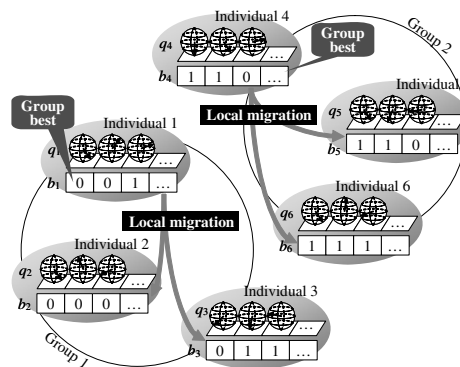 Individual 4
Group 2
q4
Group
best
b4 1 1 0 ...
Local migration
Individual
q5
b5 1 1 0 ...
Individual 6
q6
b6 1 1 1 ...
Group
best
Individual 1
q1
b1 0 0 1 ...
Local migration
Individual 2
q2
b2 0 0 0 ...
Individual 3
q3
b3 0 1 1 ...
Group 1